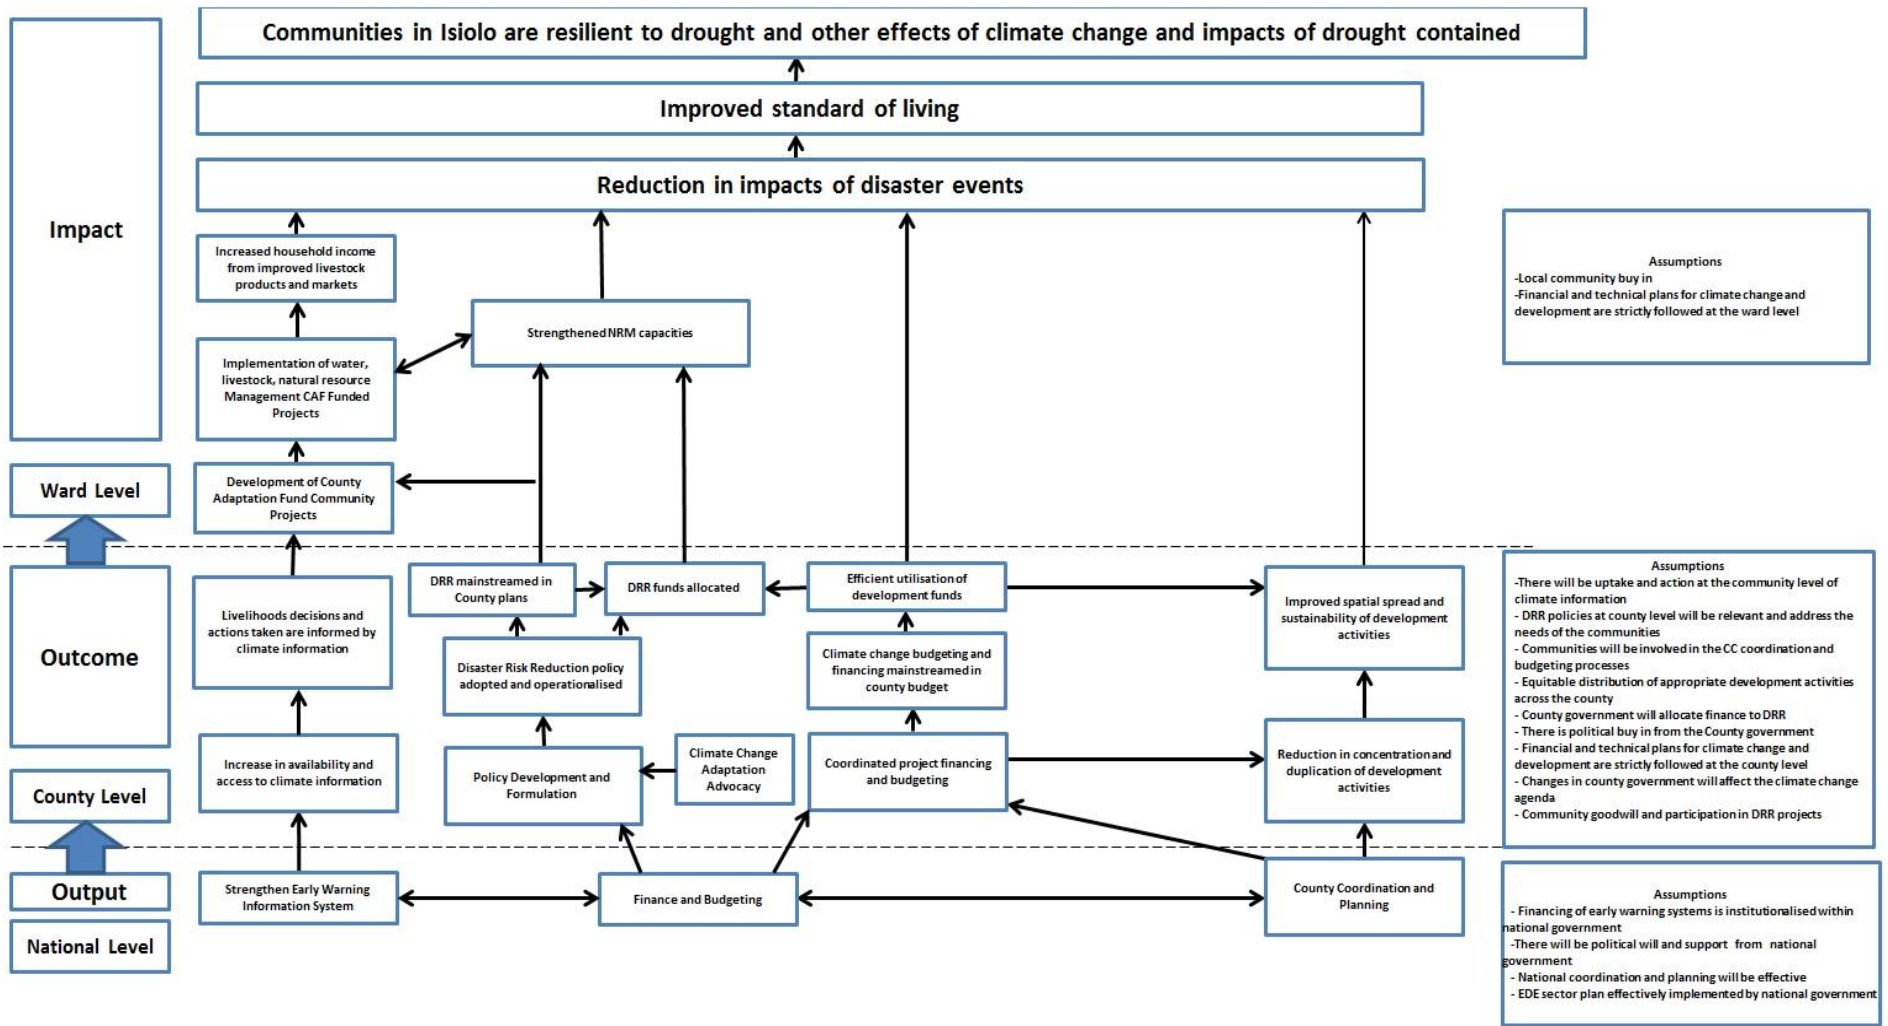 Communities in Isiolo are resilient to drought and other effects of climate change and impacts of drought contained
Improved standard of living
Reduction in impacts of disaster events
Impact
Increased household income
from improved livestock
products and markets
Assumptions
-Local community buy in
-Financial and technical plans for climate change and
development are strictly followed at the ward level
Strengthened NRM capacities
Implementation of water,
livestock, natural resource
Management CAF Funded
Projects
Ward Level
Development of County
Adaptation Fund Community
Projects
Outcome
Livelihoods decisions and
actions taken are informed by
climate information
DRR mainstreamed in
County plans
DRR funds allocated
Efficient utilisation of
development funds
Improved spatial spread and
sustainability of development
activities
Disaster Risk Reduction policy
adopted and operationalised
Climate change budgeting and
financing mainstreamed in
county budget
Assumptions
-There will be uptake and action at the community level of
climate information
- DRR policies at county level will be relevant and address the
needs of the communities
- Communities will be involved in the CC coordination and
budgeting processes
- Equitable distribution of appropriate development activities
across the county
- County government will allocate finance to DRR
- There is political buy in from the County government
- Financial and technical plans for climate change and
development are strictly followed at the county level
- Changes in county government will affect the climate change
agenda
- Community goodwill and participation in DRR projects
County Level
Increase in availability and
access to climate information
Policy Development and
Formulation
Climate Change
Adaptation
Advocacy
Coordinated project financing
and budgeting
Reduction in concentration and
duplication of development
activities
Output
National Level
Strengthen Early Warning
Information System
Finance and Budgeting
County Coordination and
Planning
Assumptions
- Financing of early warning systems is institutionalised within
national government
-There will be political will and support from national
government
- National coordination and planning will be effective
- EDE sector plan effectively implemented by national government